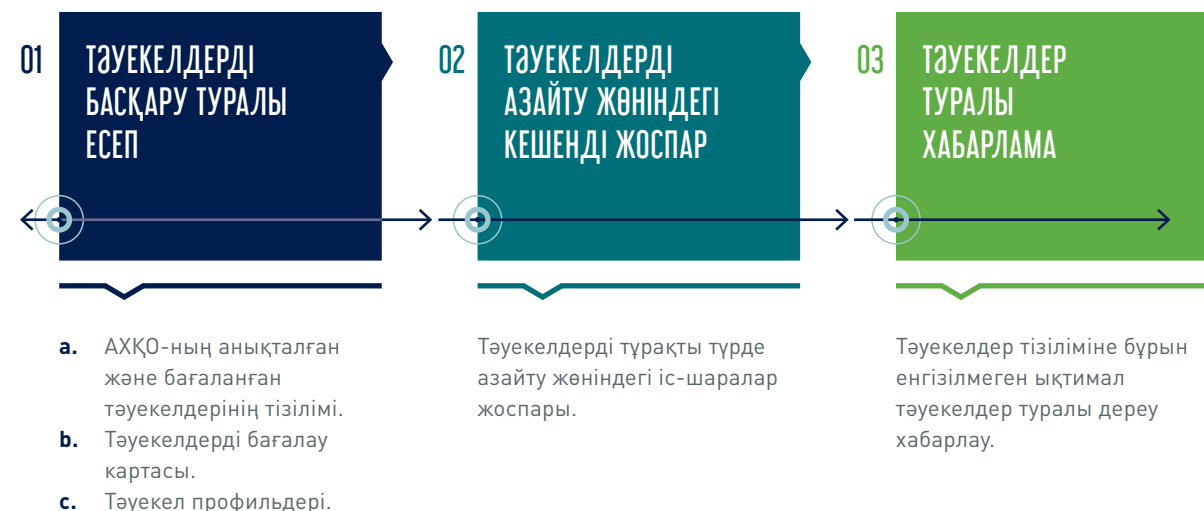 01
ТӘУЕКЕЛДЕРДІ
БАСҚАРУ ТУРАЛЫ
ЕСЕП
a. АХҚО-ның анықталған
және бағаланған
тәуекелдерінің тізілімі.
b. Тәуекелдерді бағалау
картасы.
c. Тәуекел профильдері.
02
ТӘУЕКЕЛДЕРДІ
АЗАЙТУ ЖӨНІНДЕГІ
КЕШЕНДІ ЖОСПАР
Тәуекелдерді тұрақты түрде
азайту жөніндегі іс-шаралар
жоспары.
03
ТӘУЕКЕЛДЕР
ТУРАЛЫ
ХАБАРЛАМА
Тәуекелдер тізіліміне бұрын
енгізілмеген ықтимал
тәуекелдер туралы дереу
хабарлау.